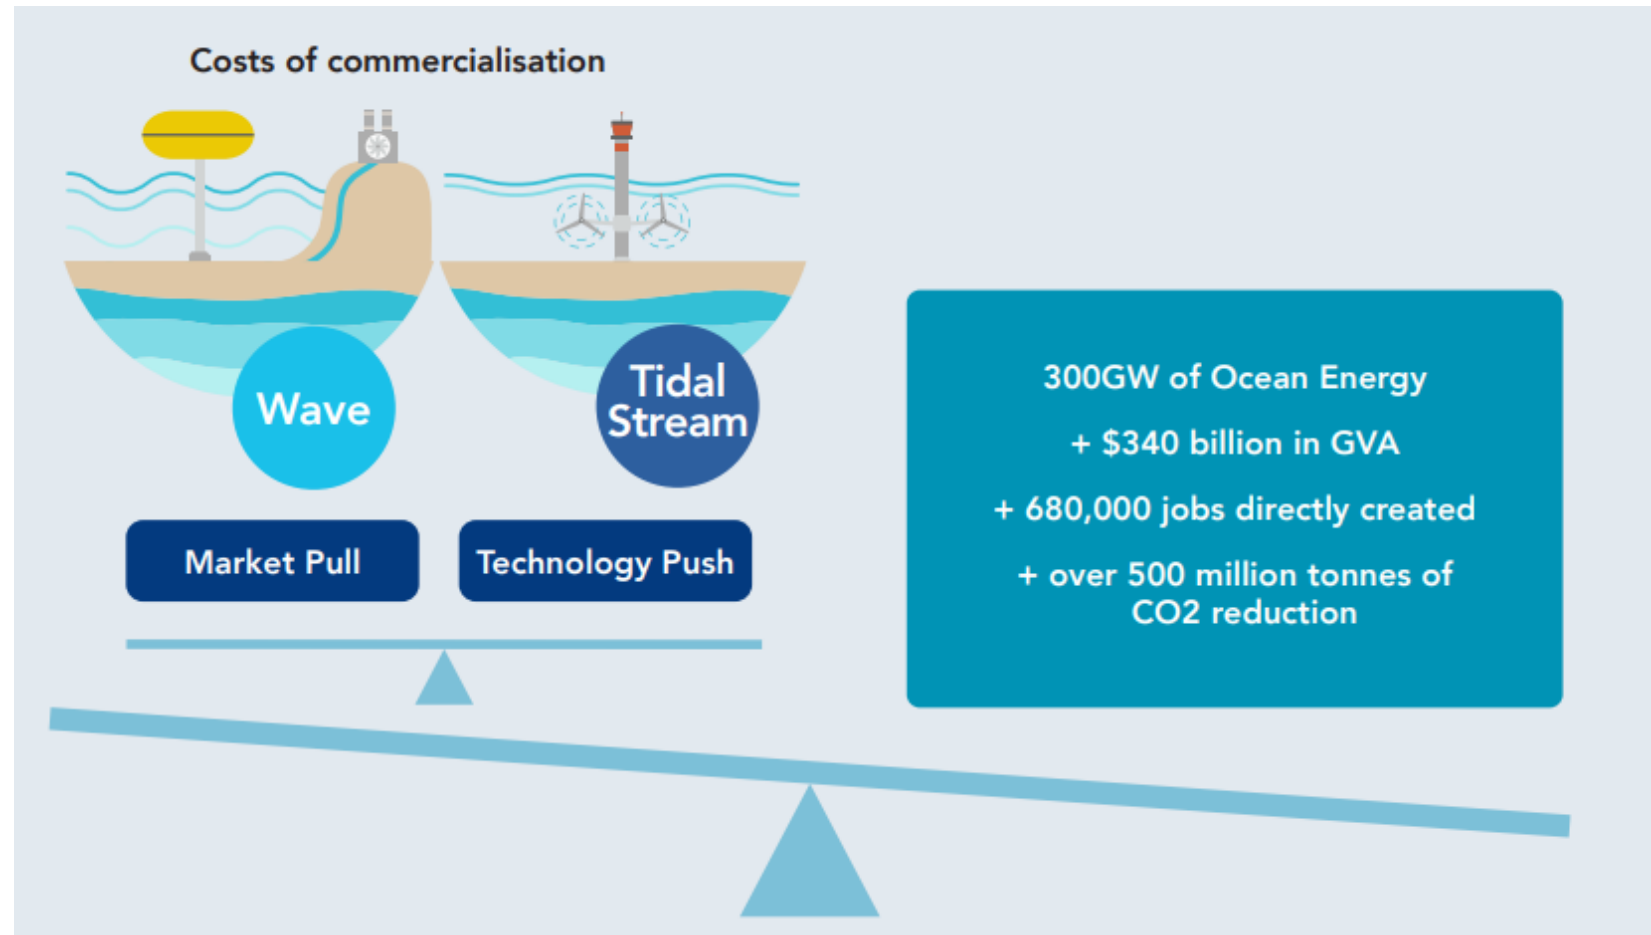 Costs of commercialisation
Wave
Tidal
Stream
Market Pull
Technology Push
300GW of Ocean Energy
+ $340 billion in GVA
+ 680,000 jobs directly created
+ over 500 million tonnes of
CO2 reduction